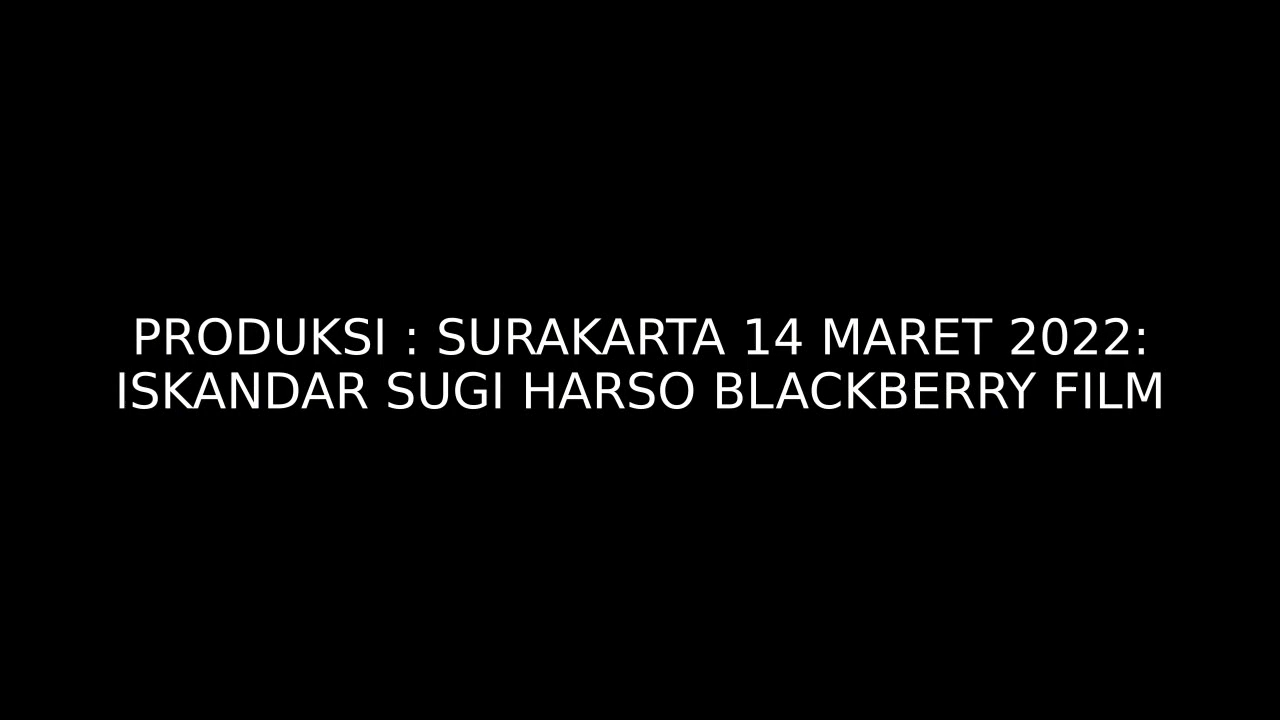 PRODUKSI : SURAKARTA 14 MARET 2022:
ISKANDAR SUGI HARSO BLACKBERRY FILM